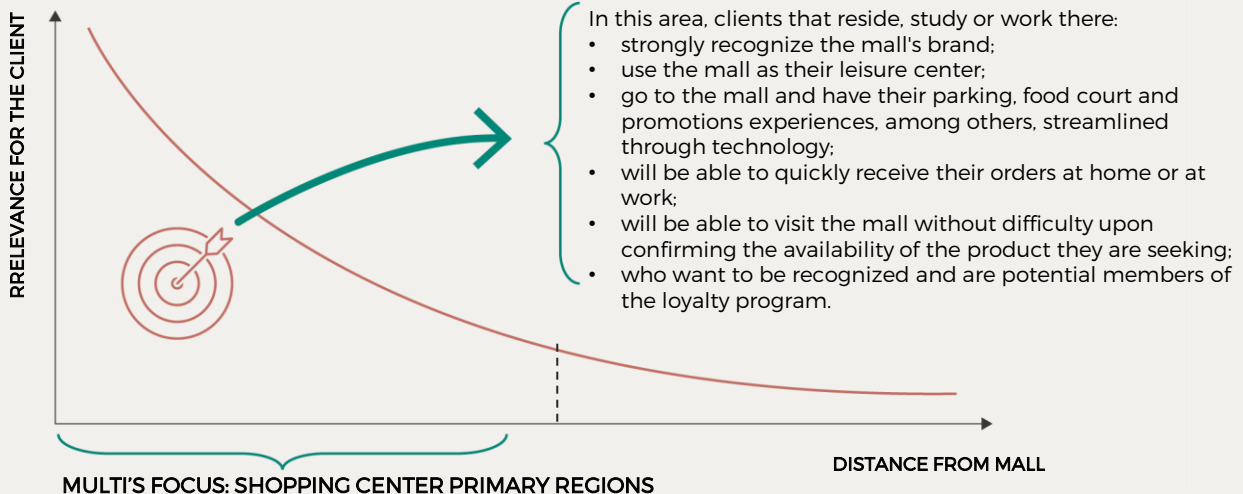 RRELEVANCE FOR THE CLIENT
In this area, clients that reside, study or work there:
• strongly recognize the mall's brand;
• use the mall as their leisure center;
• go to the mall and have their parking, food court and
promotions experiences, among others, streamlined
through technology;
• will be able to quickly receive their orders at home or at
work;
• will be able to visit the mall without difficulty upon
confirming the availability of the product they are seeking;
• who want to be recognized and are potential members of
the loyalty program.
DISTANCE FROM MALL
MULTI’S FOCUS: SHOPPING CENTER PRIMARY REGIONS